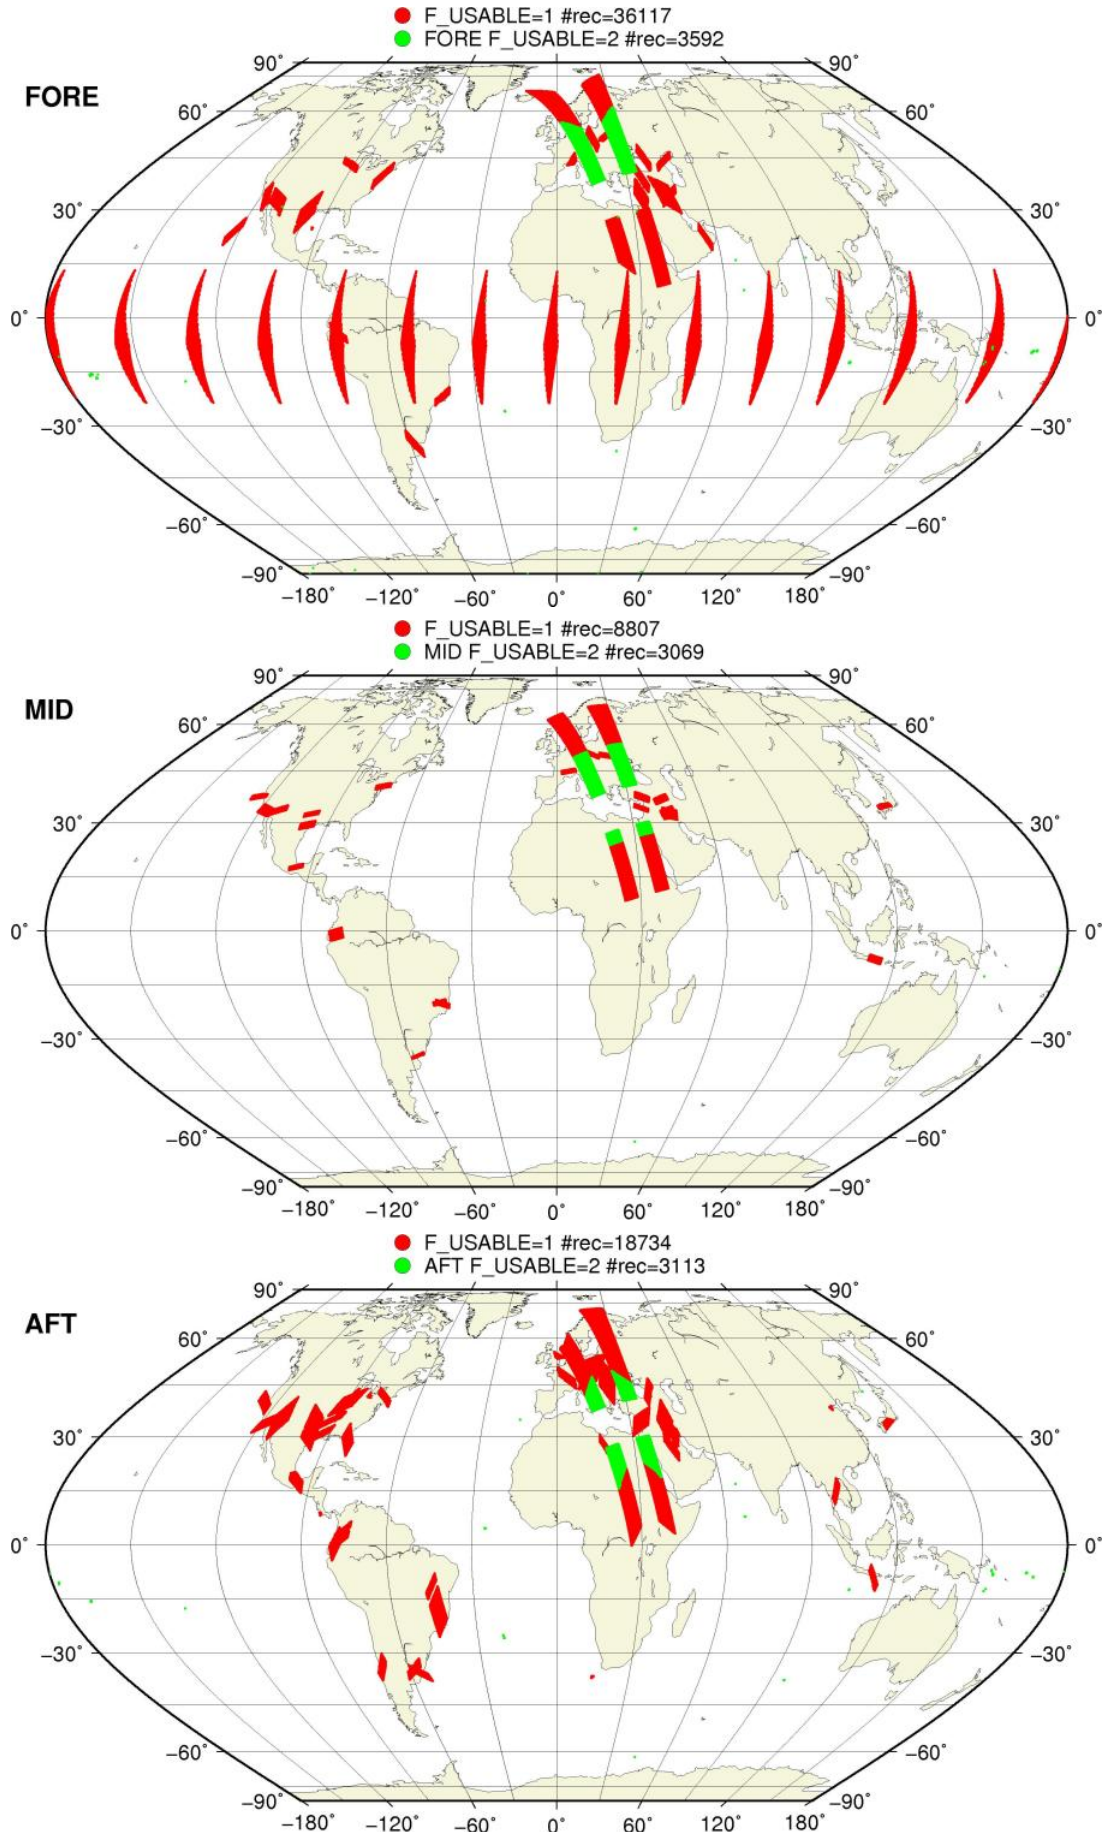 F_USABLE=1 #rec=36117
FORE F_USABLE=2 #rec=3592
FORE
90° 90°
60° 60°
30° 30°
0° 0°
−30° −30°
−60° −60°
−90° −90°
−180° −120° −60° 0° 60° 120° 180°
F_USABLE=1 #rec=8807
MID F_USABLE=2 #rec=3069
MID
90° 90°
60° 60°
30° 30°
0° 0°
−30° −30°
−60° −60°
−90° −90°
−180° −120° −60° 0° 60° 120° 180°
F_USABLE=1 #rec=18734
AFT F_USABLE=2 #rec=3113
AFT
90° 90°
60° 60°
30° 30°
0° 0°
−30° −30°
−60° −60°
−90° −90°
−180° −120° −60° 0° 60° 120° 180°